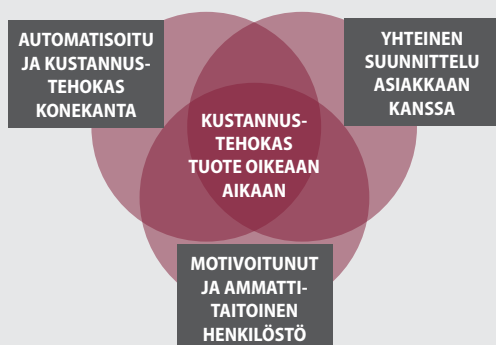 AUTOMATISOITU
JA KUSTANNUS-
TEHOKAS
KONEKANTA
YHTEINEN
SUUNNITTELU
ASIAKKAAN
KANSSA
KUSTANNUS-
TEHOKAS
TUOTE OIKEAAN
AIKAAN
MOTIVOITUNUT
JA AMMATTI-
TAITOINEN
HENKILÖSTÖ